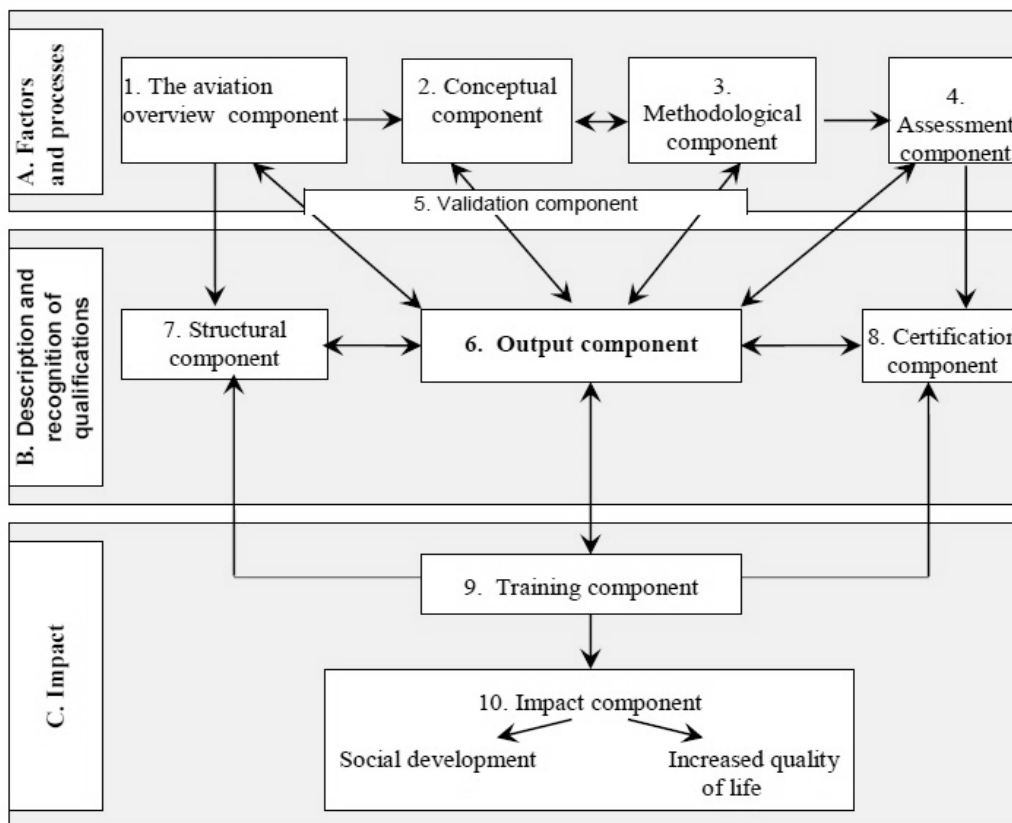 A. Factors
and processes
1. The aviation
overview component
2. Conceptual
component
3.
Methodological
component
4.
Assessment
component
5. Validation component
B. Description and
recognition of
qualifications
7. Structural
component
6. Output component
8. Certification
component
C. Impact
9. Training component
10. Impact component
Social development
Increased quality
of life